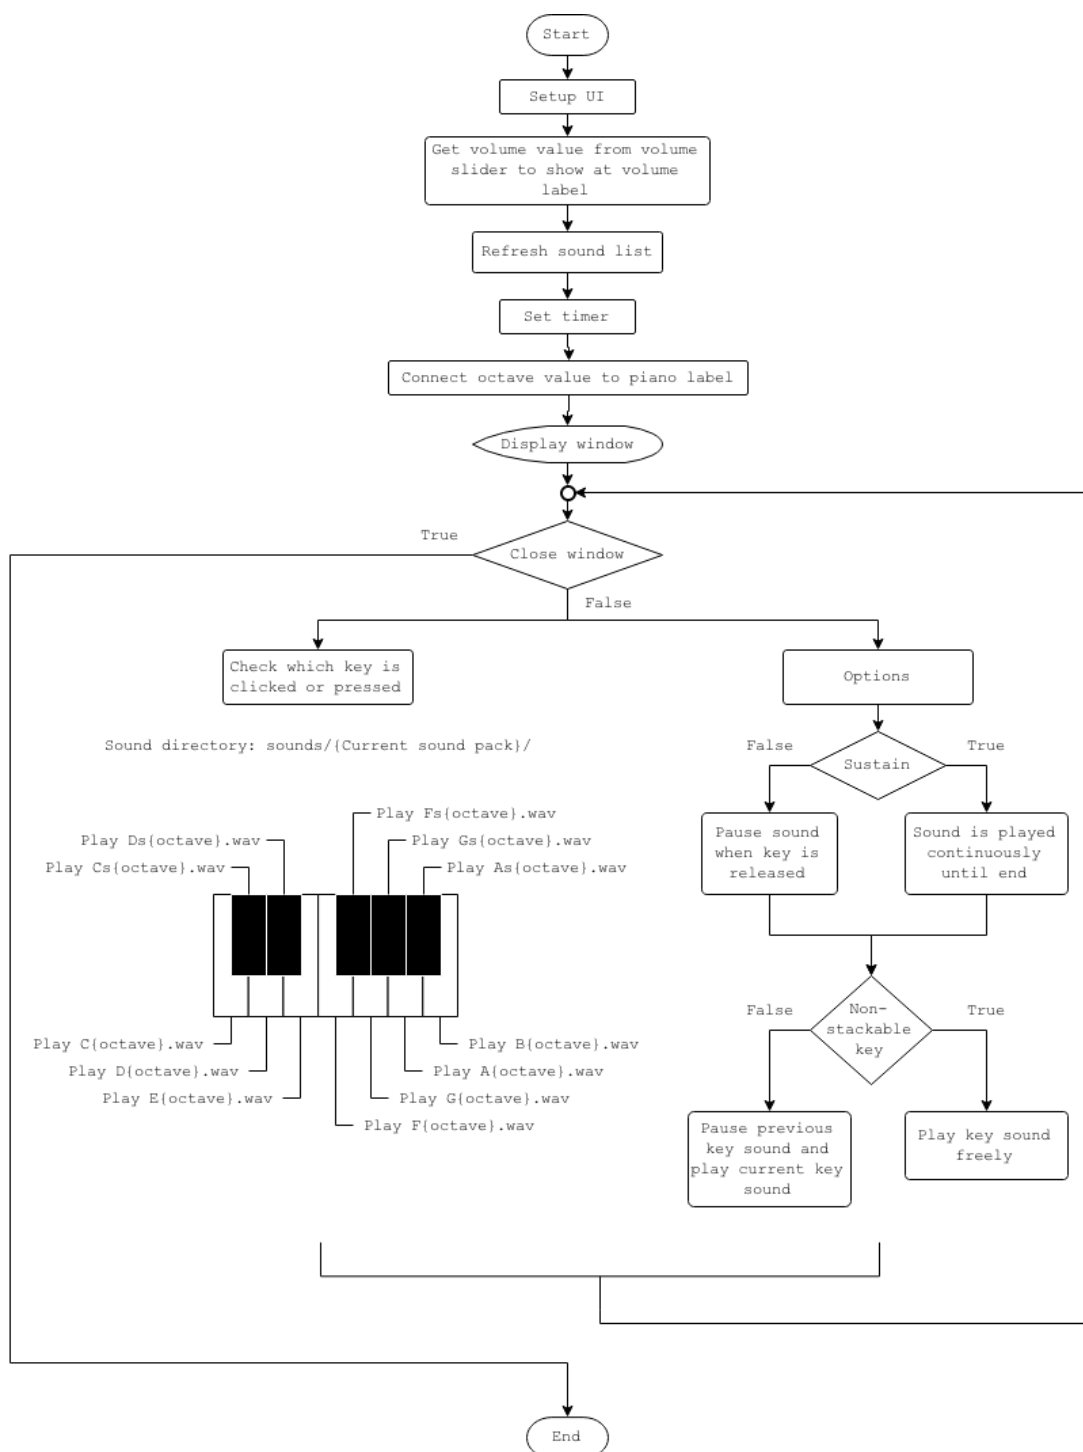 Start
Setup UI
Get volume value from volume
slider to show at volume
label
Refresh sound list
Set timer
Connect octave value to piano label
Display window
True
Close window
False
Check which key is
clicked or pressed
Options
Sound directory: sounds/{Current sound pack}/
False
Sustain
True
Pause sound
when key is
released
Sound is played
continuously
until end
Play Fs{octave}.wav
Play Ds{octave}.wav
Play Gs{octave}.wav
Play Cs{octave}.wav
Play As{octave}.wav
False
Non-
stackable
key
True
Play C{octave}.wav
Play B{octave}.wav
Play D{octave}.wav
Play A{octave}.wav
Play E{octave}.wav
Play G{octave}.wav
Play F{octave}.wav
Pause previous
key sound and
play current key
sound
Play key sound
freely
End